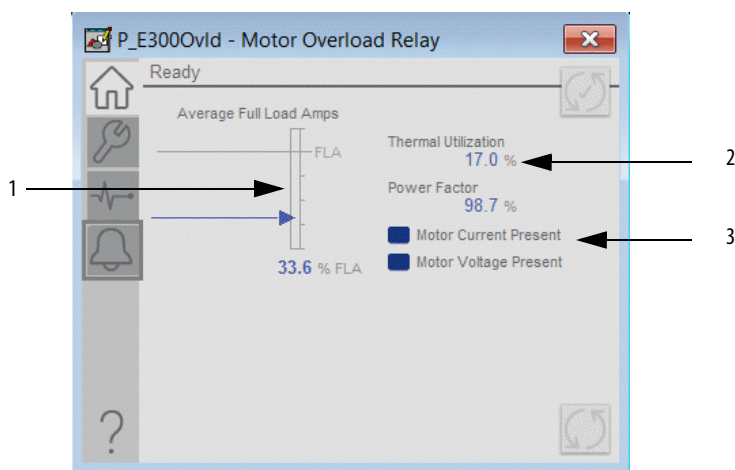 P_E300Ovld - Motor Overload Relay
Ready
Average Full Load Amps
FLA
33.6 % FLA
Thermal Utilization
17.0 %
Power Factor
98.7 %
Motor Current Present
Motor Voltage Present
?
1
2
3